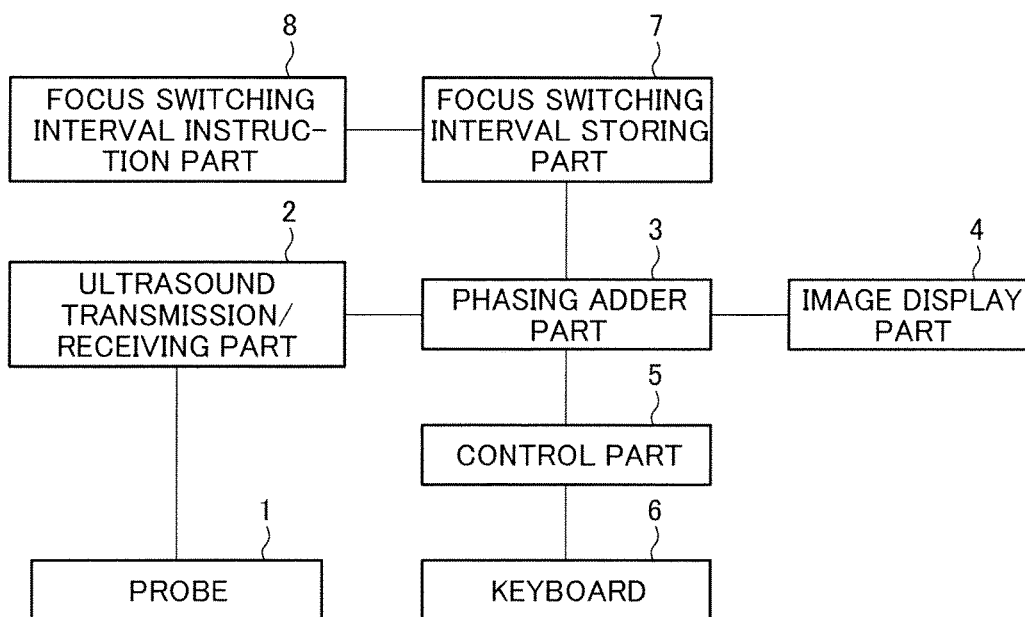 8
FOCUS SWITCHING
INTERVAL INSTRUC-
TION PART
7
FOCUS SWITCHING
INTERVAL STORING
PART
2
ULTRASOUND
TRANSMISSION/
RECEIVING PART
3
PHASING ADDER
PART
4
IMAGE DISPLAY
PART
5
CONTROL PART
1
PROBE
6
KEYBOARD